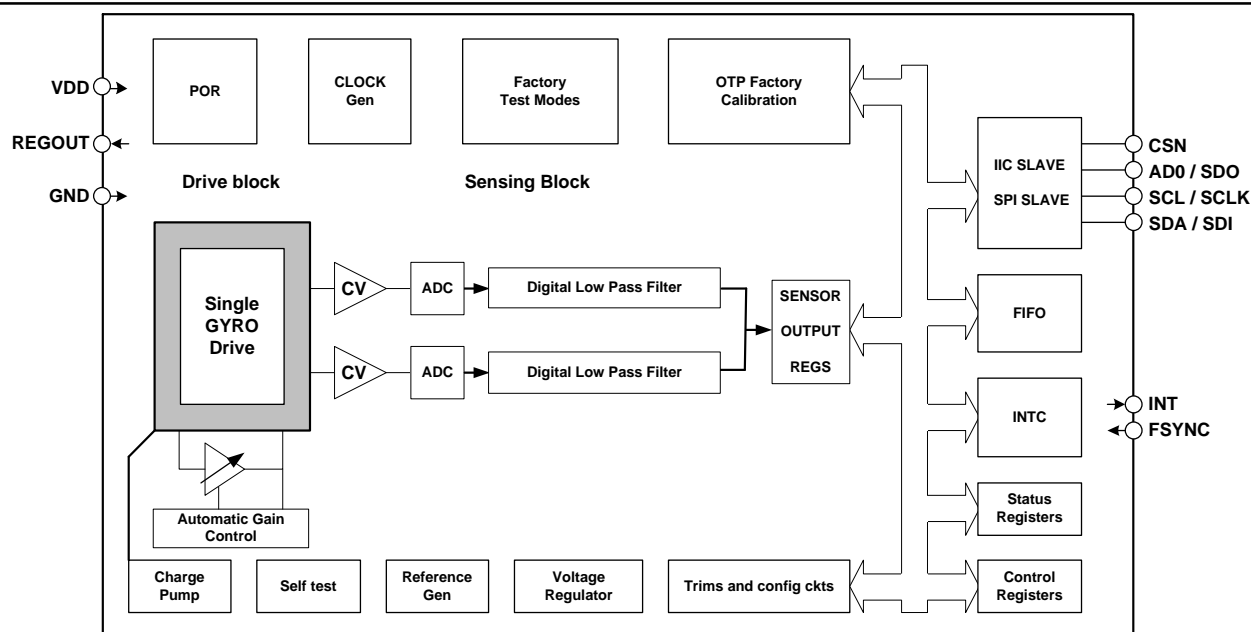 VDD
REGOUT
GND
POR
CLOCK
Gen
Factory
Test Modes
OTP Factory
Calibration
Drive block
Sensing Block
IIC SLAVE
SPI SLAVE
CSN
AD0 / SDO
SCL / SCLK
SDA / SDI
Single
GYRO
Drive
CV
ADC
Digital Low Pass Filter
CV
ADC
Digital Low Pass Filter
SENSOR
OUTPUT
REGS
FIFO
INTC
INT
FSYNC
Automatic Gain
Control
Status
Registers
Charge
Pump
Self test
Reference
Gen
Voltage
Regulator
Trims and config ckts
Control
Registers